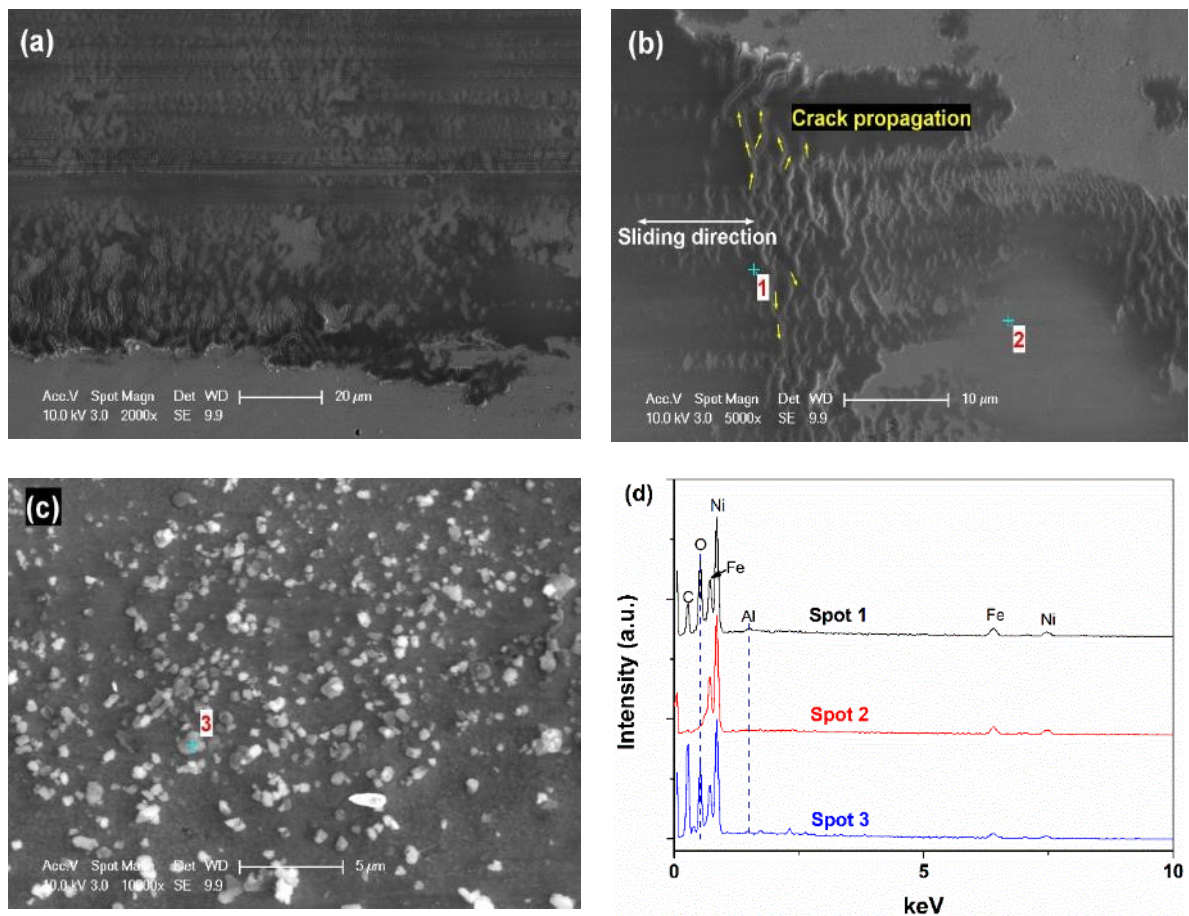 (a)
Acc.V Spot Magn Det WD 20 μm
10.0 kV 3.0 2000x SE 9.9
(b)
Crack propagation
Sliding direction
1
2
Acc.V Spot Magn Det WD 10 μm
10.0 kV 3.0 5000x SE 9.9
(c)
3
Acc.V Spot Magn Det WD 5 μm
10.0 kV 3.0 10000x SE 9.9
(d)
Ni
O
Fe
C
Al
Spot 1
Fe
Ni
Spot 2
Spot 3
Intensity (a.u.)
0
5
10
keV